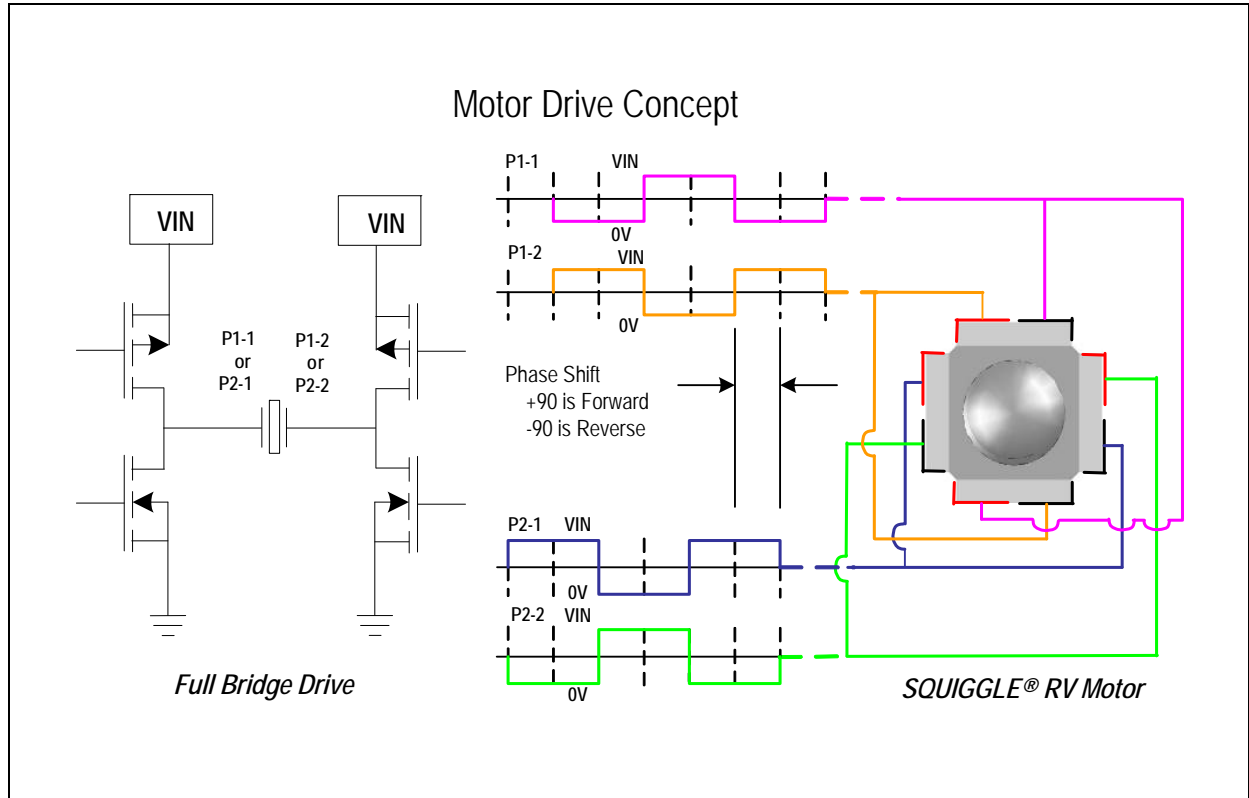 Motor Drive Concept
VIN
VIN
P1-1
or
P2-1
P1-2
or
P2-2
Full Bridge Drive
P1-1
VIN
0V
P1-2
VIN
0V
Phase Shift
+90 is Forward
-90 is Reverse
P2-1
VIN
0V
P2-2
VIN
0V
SQUIGGLE® RV Motor